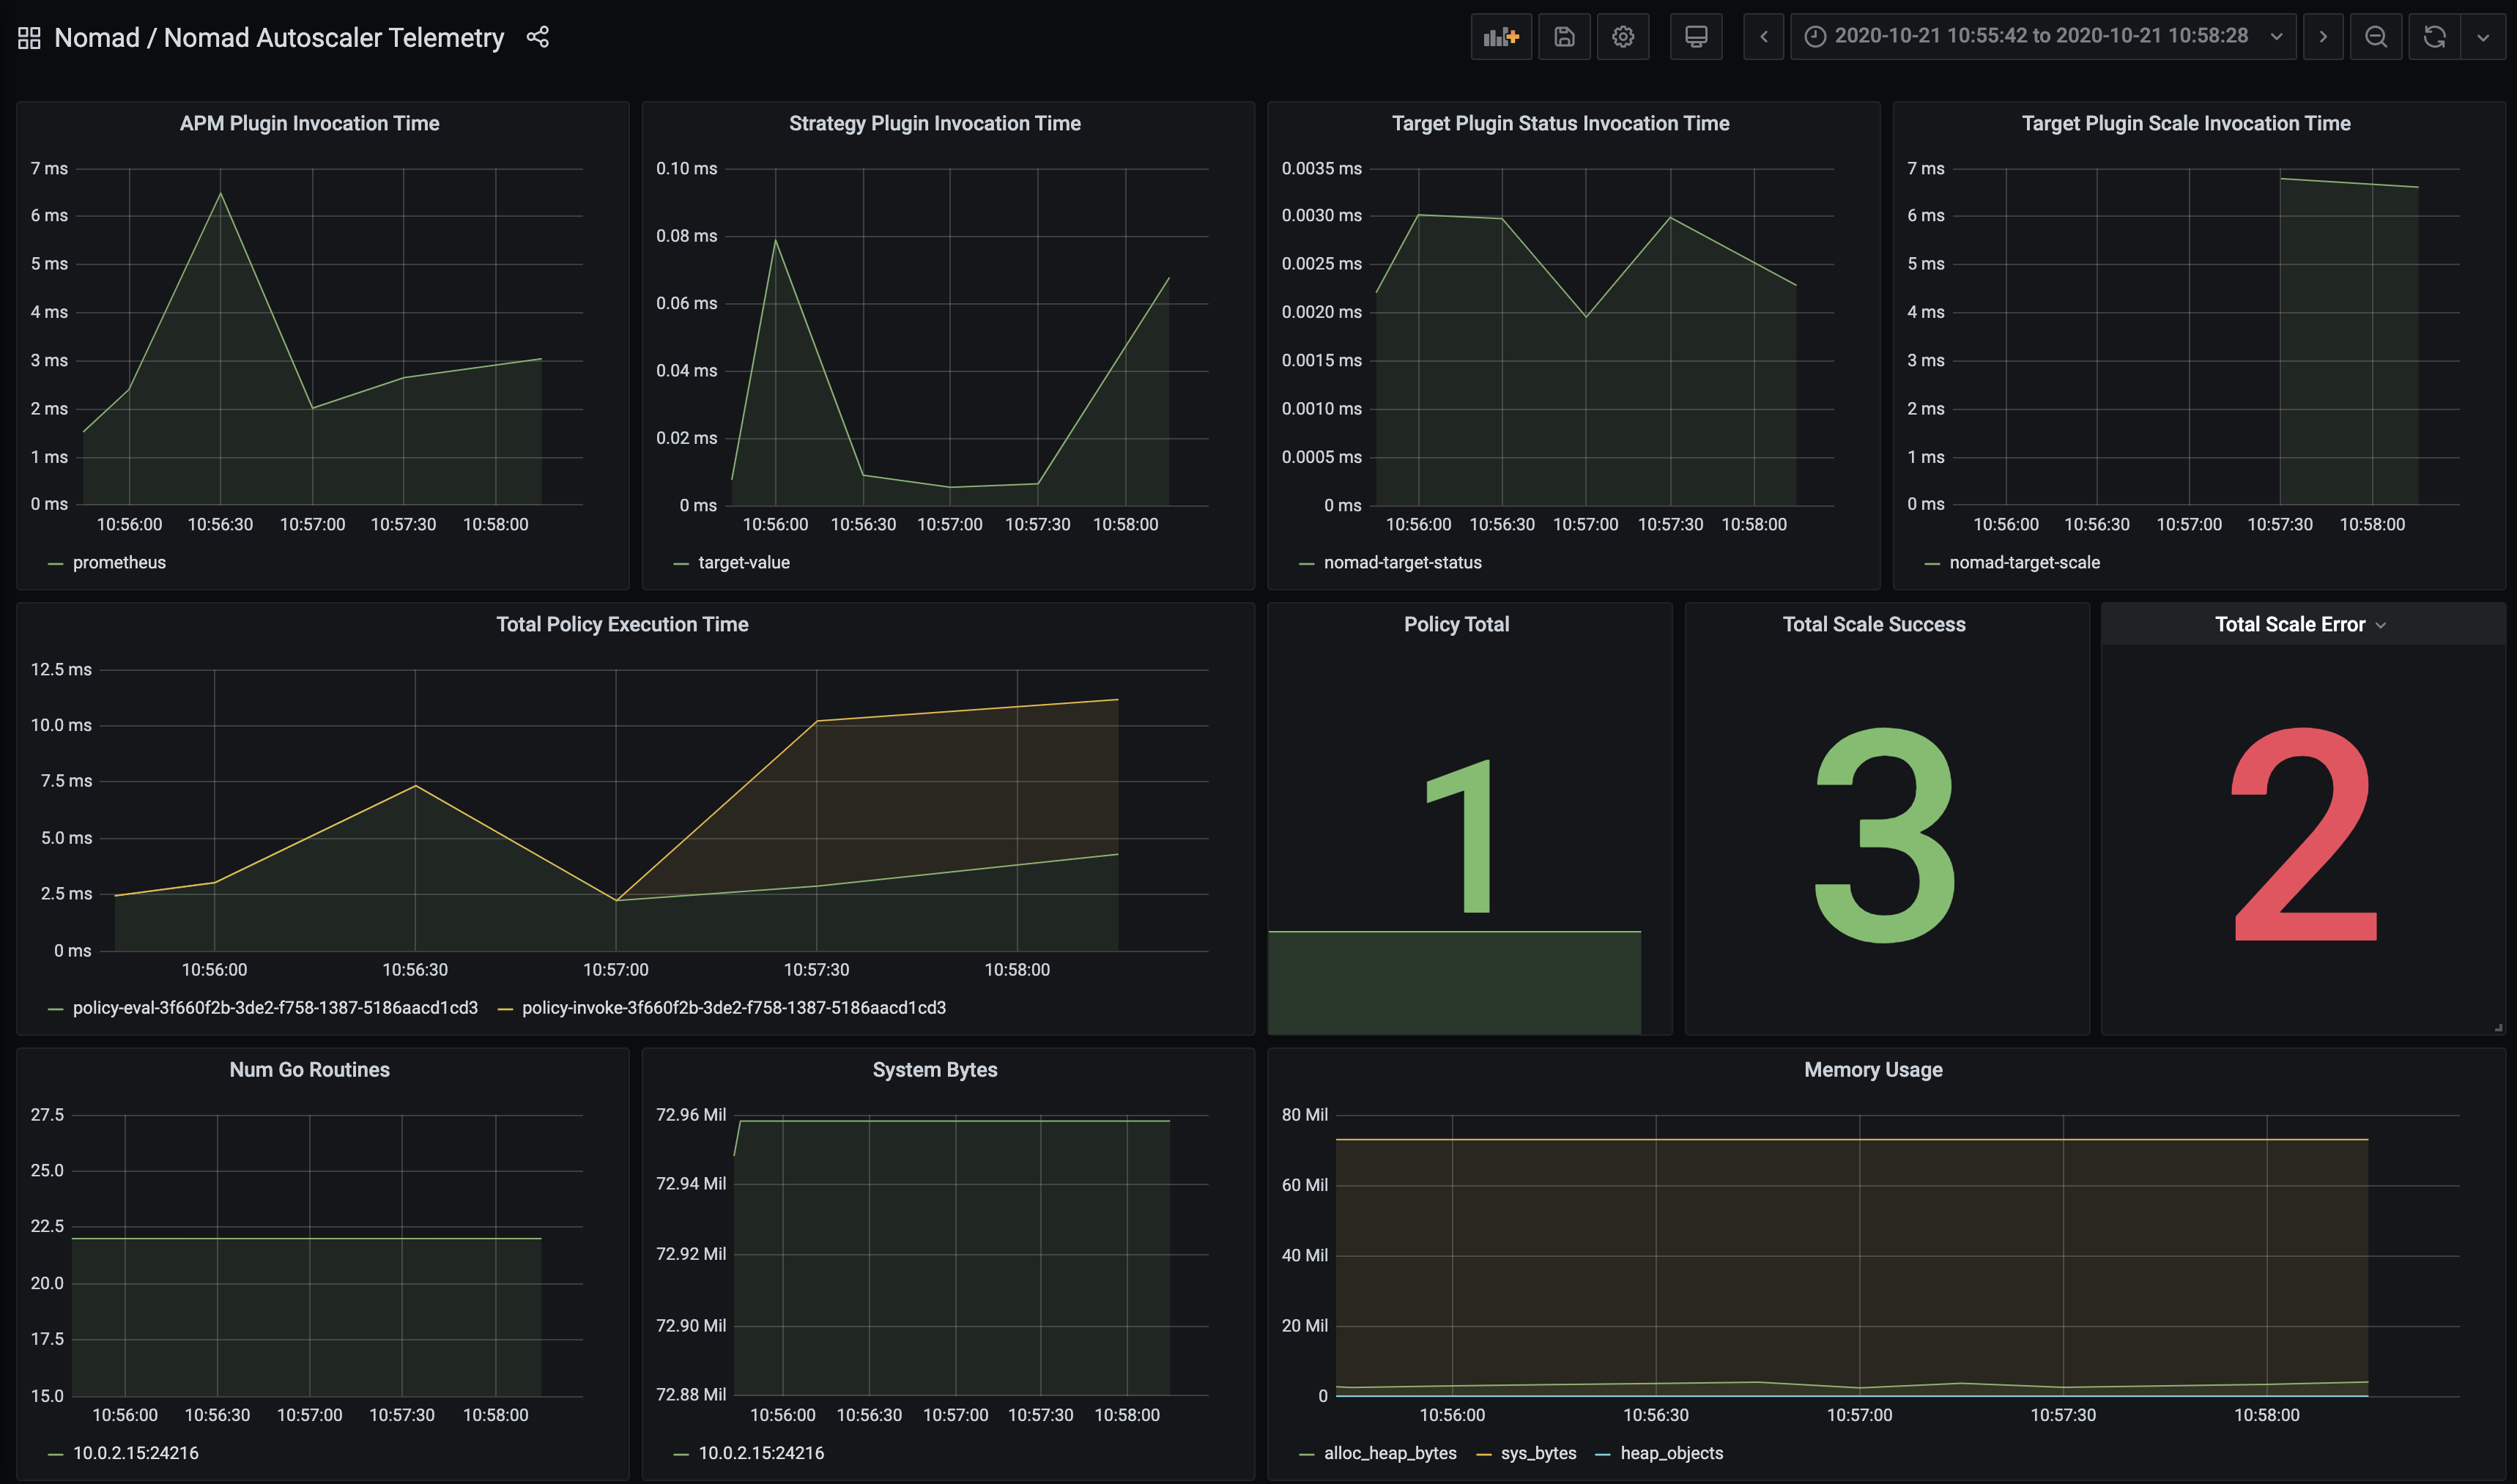 Nomad / Nomad Autoscaler Telemetry
2020-10-21 10:55:42 to 2020-10-21 10:58:28
APM Plugin Invocation Time
7 ms
6 ms
5 ms
4 ms
3 ms
2 ms
1 ms
0 ms
10:56:00 10:56:30 10:57:00 10:57:30 10:58:00
prometheus
Strategy Plugin Invocation Time
0.10 ms
0.08 ms
0.06 ms
0.04 ms
0.02 ms
0 ms
10:56:00 10:56:30 10:57:00 10:57:30 10:58:00
target-value
Target Plugin Status Invocation Time
0.0035 ms
0.0030 ms
0.0025 ms
0.0020 ms
0.0015 ms
0.0010 ms
0.0005 ms
0 ms
10:56:00 10:56:30 10:57:00 10:57:30 10:58:00
nomad-target-status
Target Plugin Scale Invocation Time
7 ms
6 ms
5 ms
4 ms
3 ms
2 ms
1 ms
0 ms
10:56:00 10:56:30 10:57:00 10:57:30 10:58:00
nomad-target-scale
Total Policy Execution Time
12.5 ms
10.0 ms
7.5 ms
5.0 ms
2.5 ms
0 ms
10:56:00 10:56:30 10:57:00 10:57:30 10:58:00
policy-eval-3f660f2b-3de2-f758-1387-5186aacd1cd3 policy-invoke-3f660f2b-3de2-f758-1387-5186aacd1cd3
Policy Total
1
Total Scale Success
3
Total Scale Error
2
Num Go Routines
27.5
25.0
22.5
20.0
17.5
15.0
10:56:00 10:56:30 10:57:00 10:57:30 10:58:00
10.0.2.15:24216
System Bytes
72.96 Mil
72.94 Mil
72.92 Mil
72.90 Mil
72.88 Mil
10:56:00 10:56:30 10:57:00 10:57:30 10:58:00
10.0.2.15:24216
Memory Usage
80 Mil
60 Mil
40 Mil
20 Mil
0
10:56:00 10:56:30 10:57:00 10:57:30 10:58:00
alloc_heap_bytes sys_bytes heap_objects